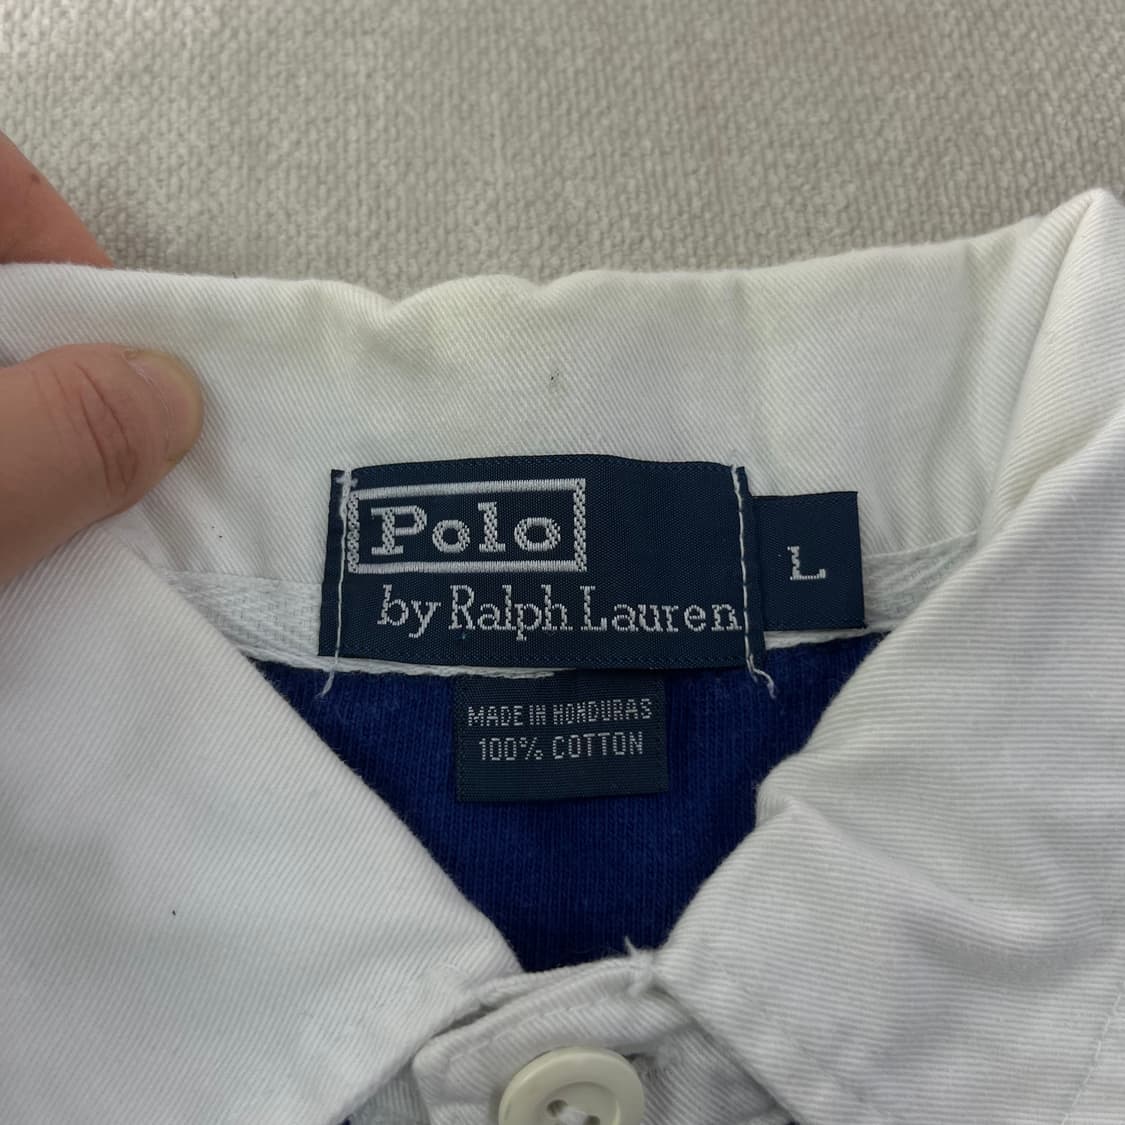 Polo
by Ralph Lauren
L
MADE IN HONDURAS
100% COTTON